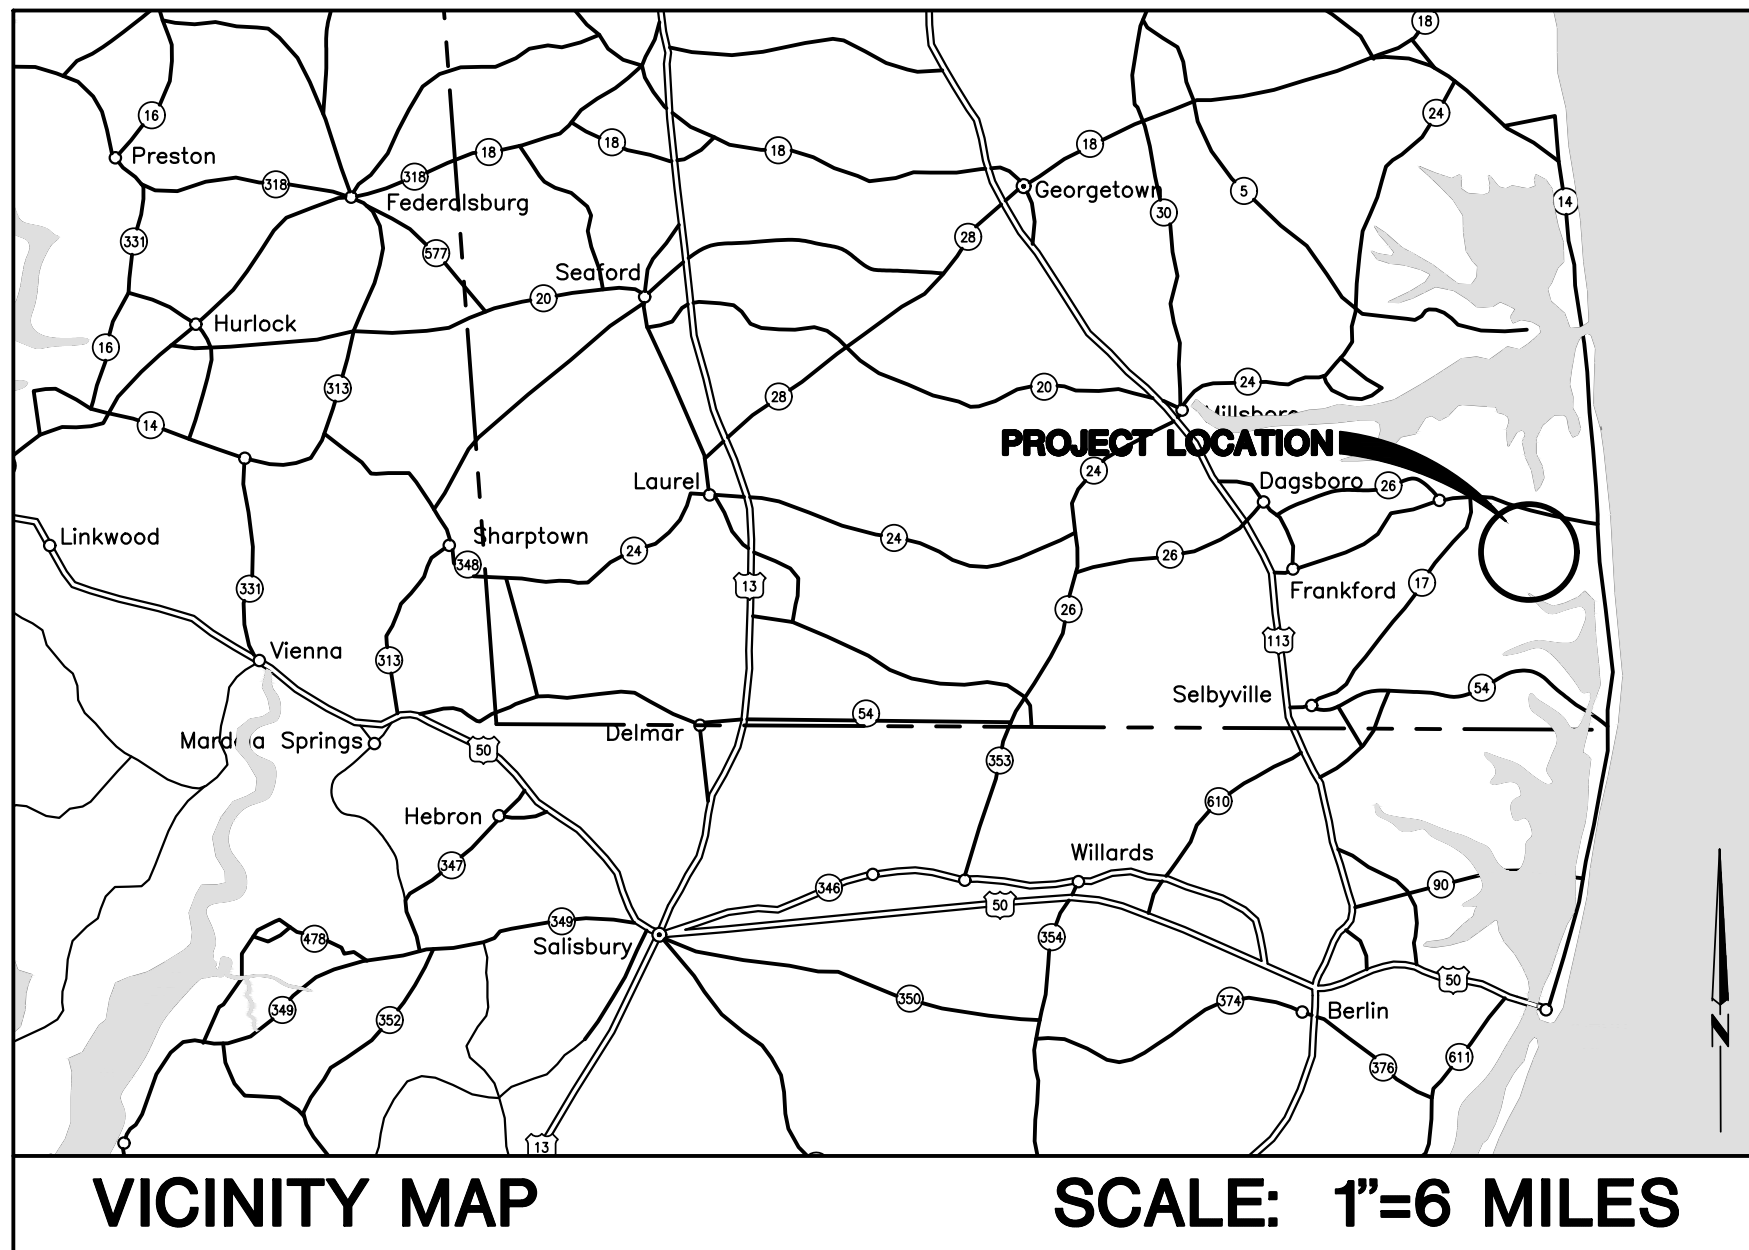 18
16
24
Preston
18
18
18
18
318
318
Federalsburg
Georgetown
5
14
30
331
577
28
Seaford
20
Hurlock
16
313
28
20
24
Millsboro
14
PROJECT LOCATION
24
Laurel
Dagsboro
26
Linkwood
Sharptown
24
24
348
26
331
13
Frankford
17
26
Vienna
113
313
Selbyville
54
54
Delmar
Mardela Springs
50
353
610
Hebron
347
Willards
346
90
50
349
478
Salisbury
354
50
349
352
350
374
Berlin
N
611
376
13
VICINITY MAP
SCALE: 1"=6 MILES